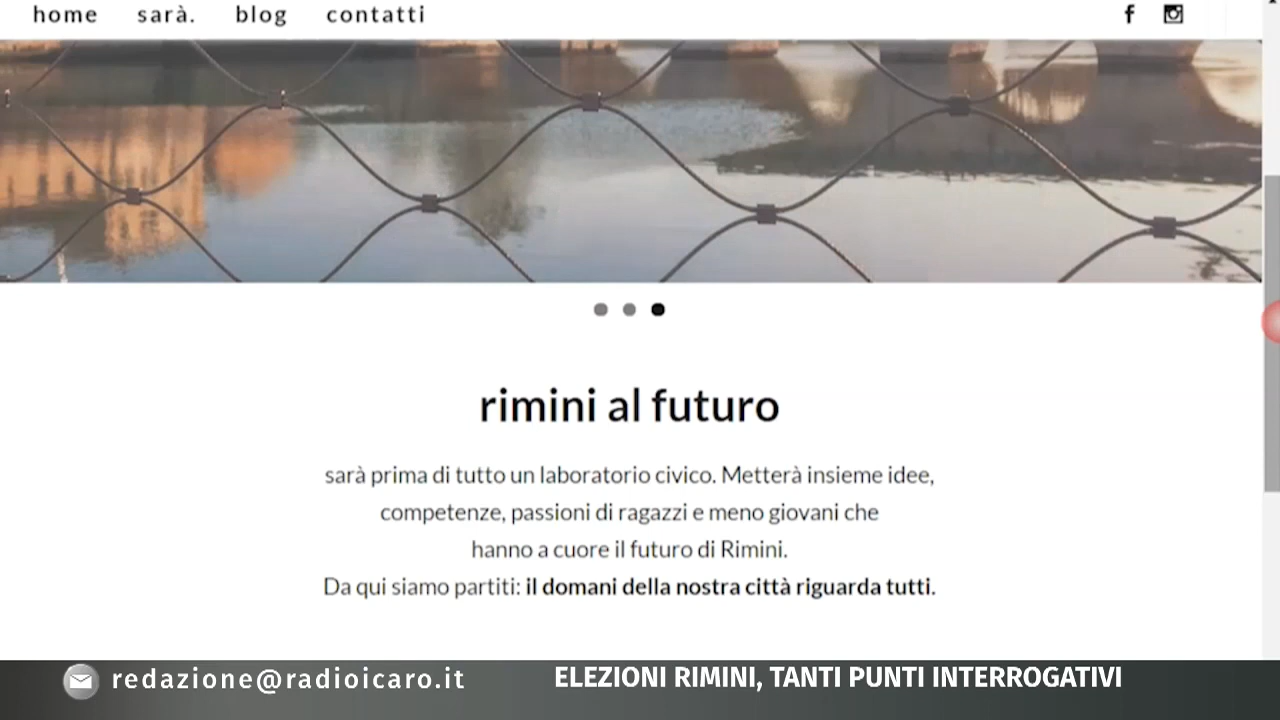 home sarà. blog contatti
rimini al futuro
sarà prima di tutto un laboratorio civico. Metterà insieme idee,
competenze, passioni di ragazzi e meno giovani che
hanno a cuore il futuro di Rimini.
Da qui siamo partiti: il domani della nostra città riguarda tutti.
redazione@radioicaro.it
ELEZIONI RIMINI, TANTI PUNTI INTERROGATIVI